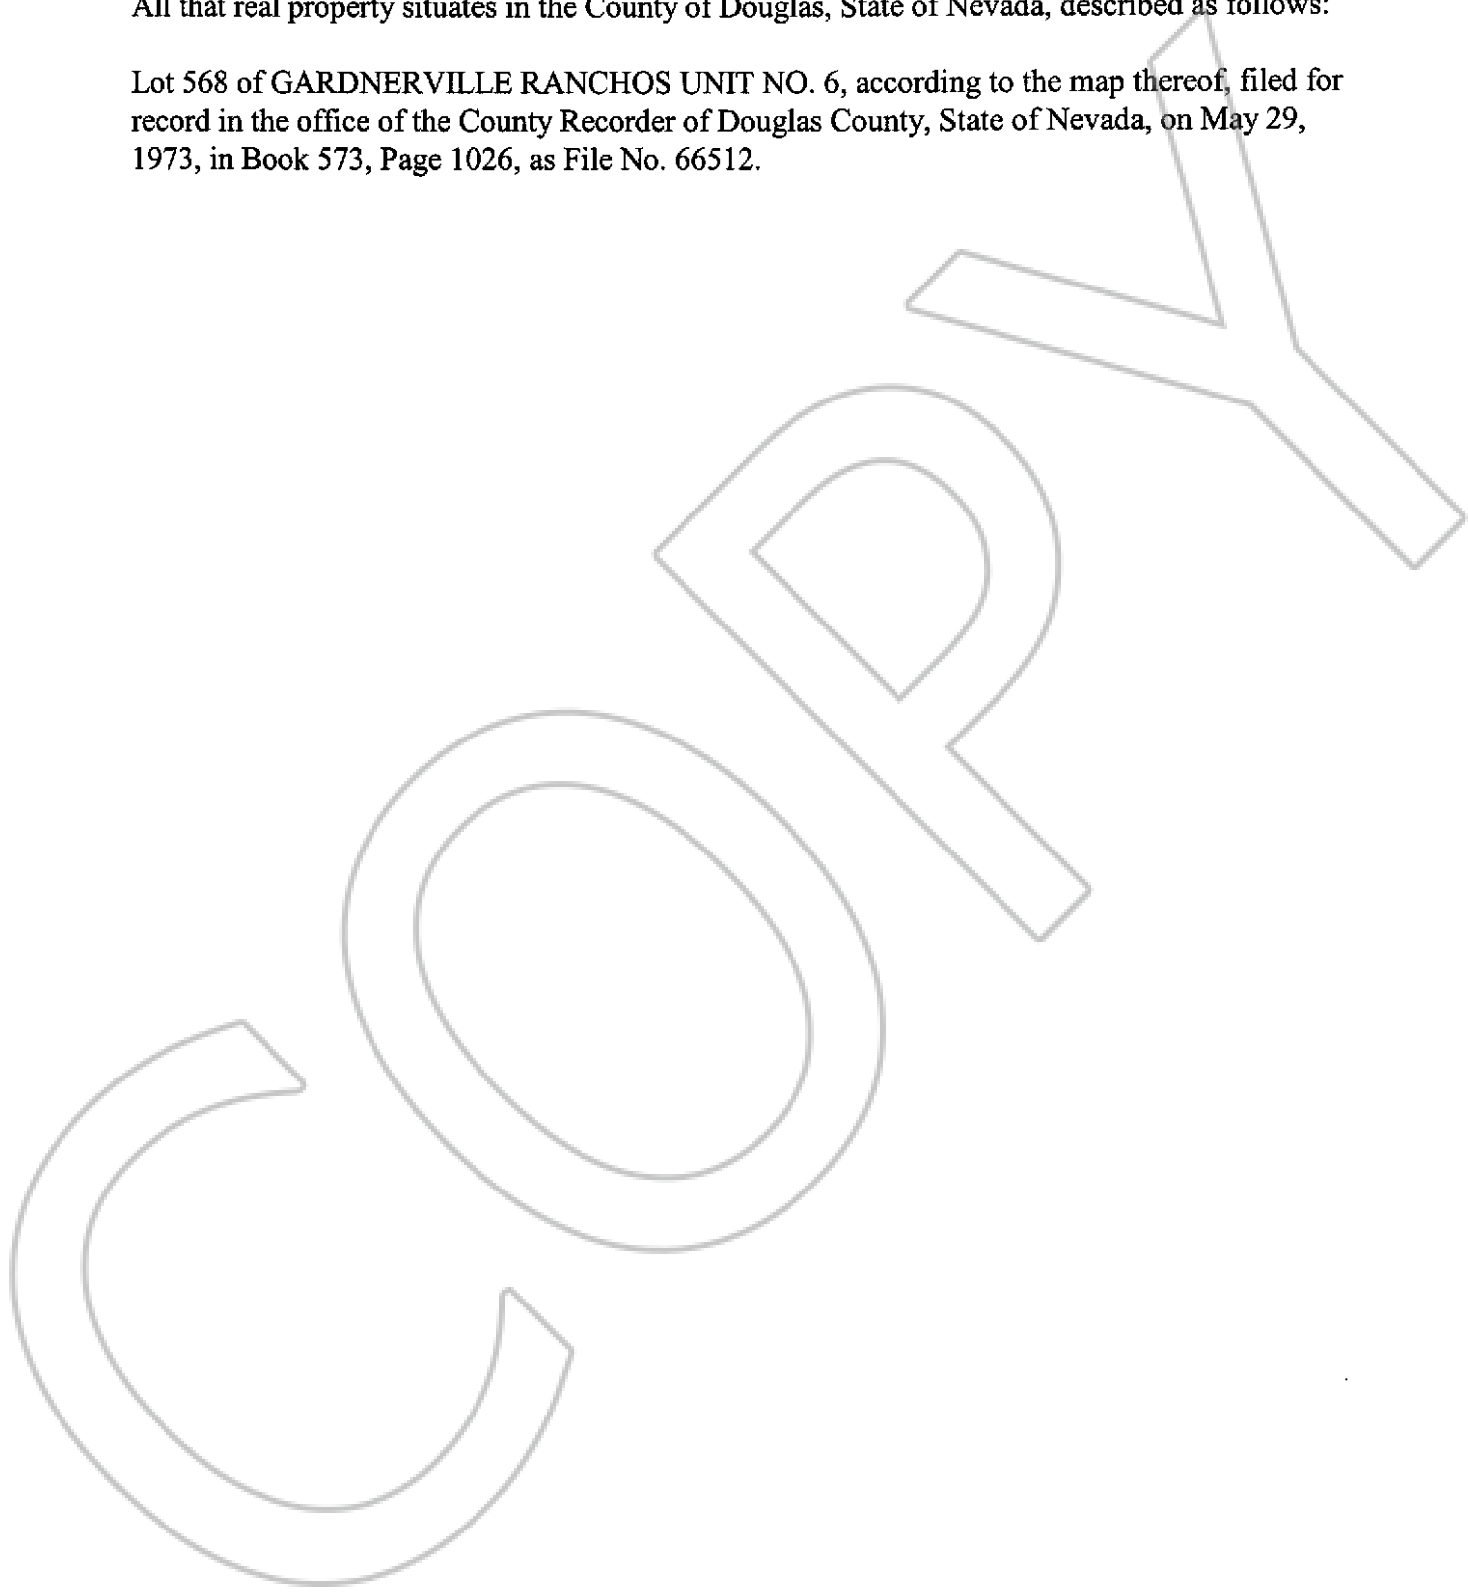 All that real property situates in the County of Douglas, State of Nevada, described as follows:
Lot 568 of GARDNERVILLE RANCHOS UNIT NO. 6, according to the map thereof, filed for
record in the office of the County Recorder of Douglas County, State of Nevada, on May 29,
1973, in Book 573, Page 1026, as File No. 66512.
COPY